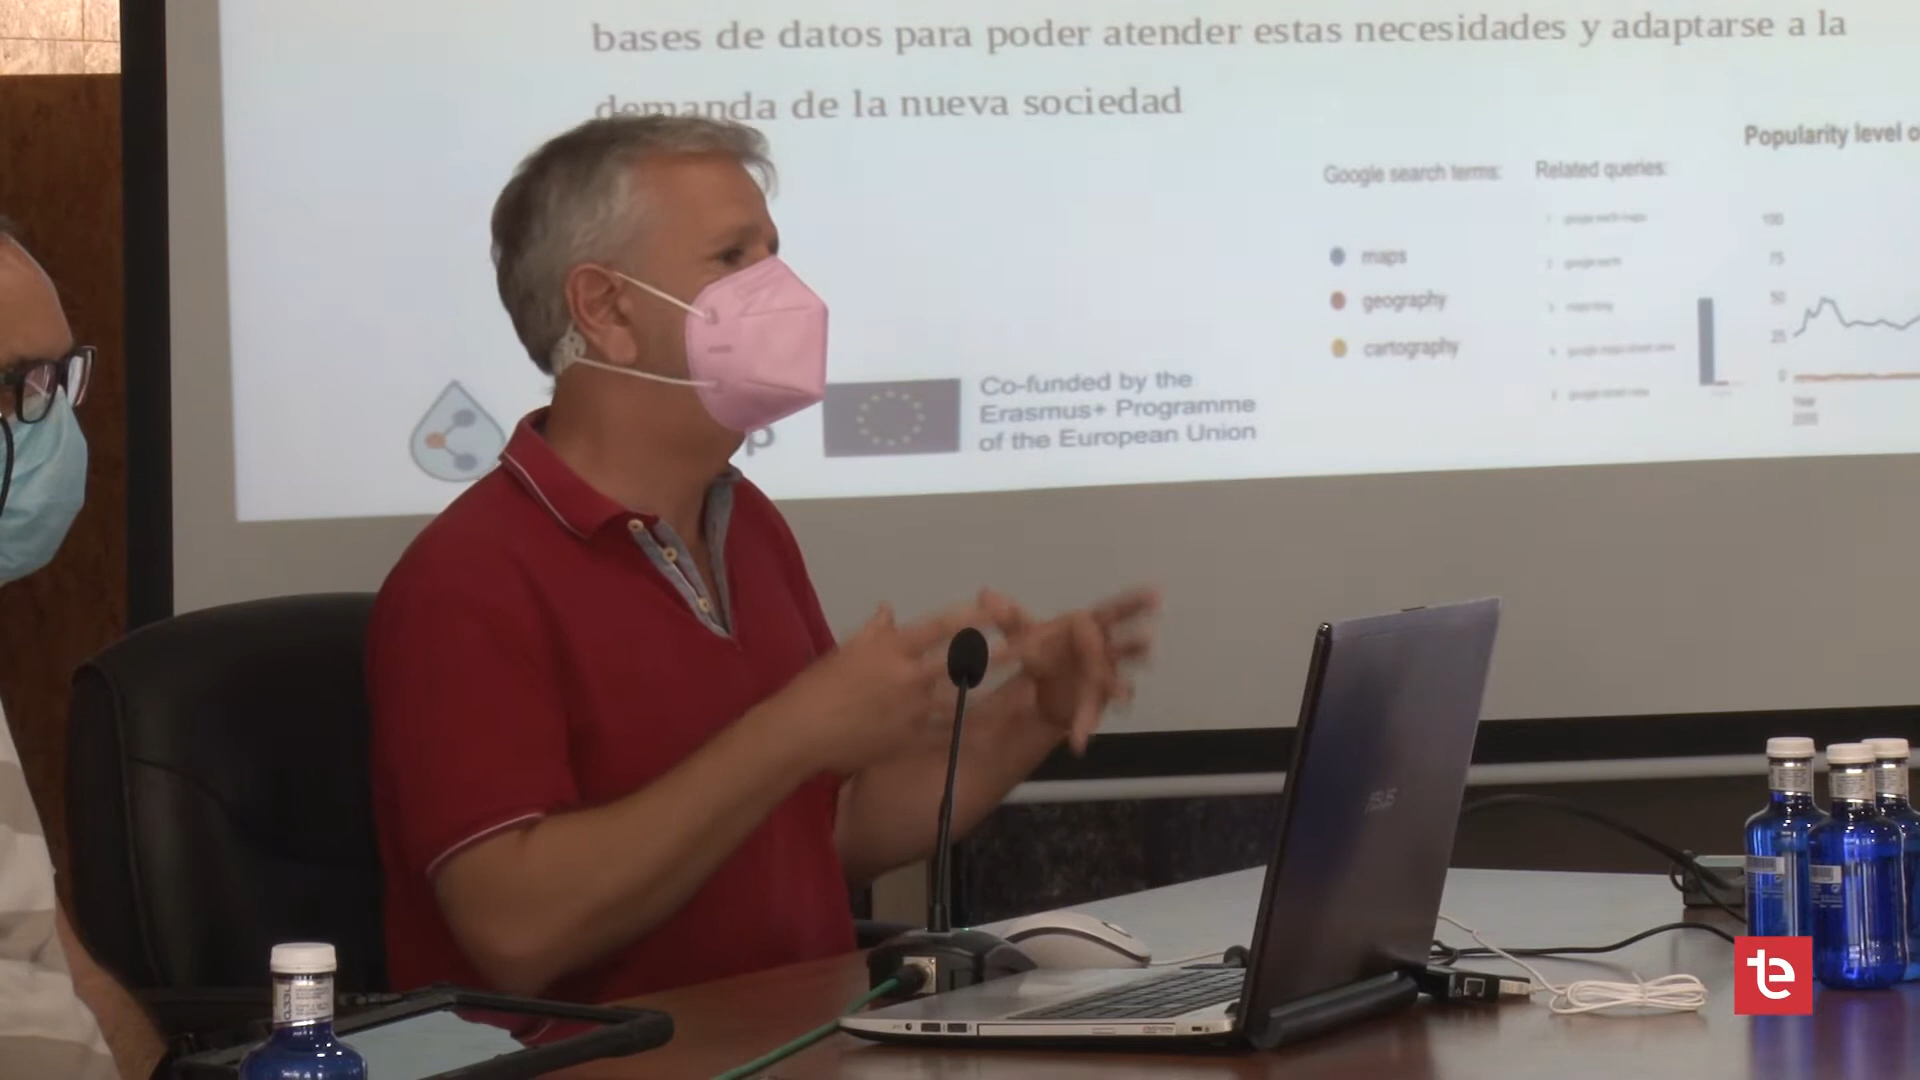 bases de datos para poder atender estas necesidades y adaptarse a la
demanda de la nueva sociedad
Popularity level o
Google search terms:
Related queries:
maps
geography
cartography
100
75
50
25
0
Co-funded by the
Erasmus+ Programme
of the European Union
p
ASUS
te